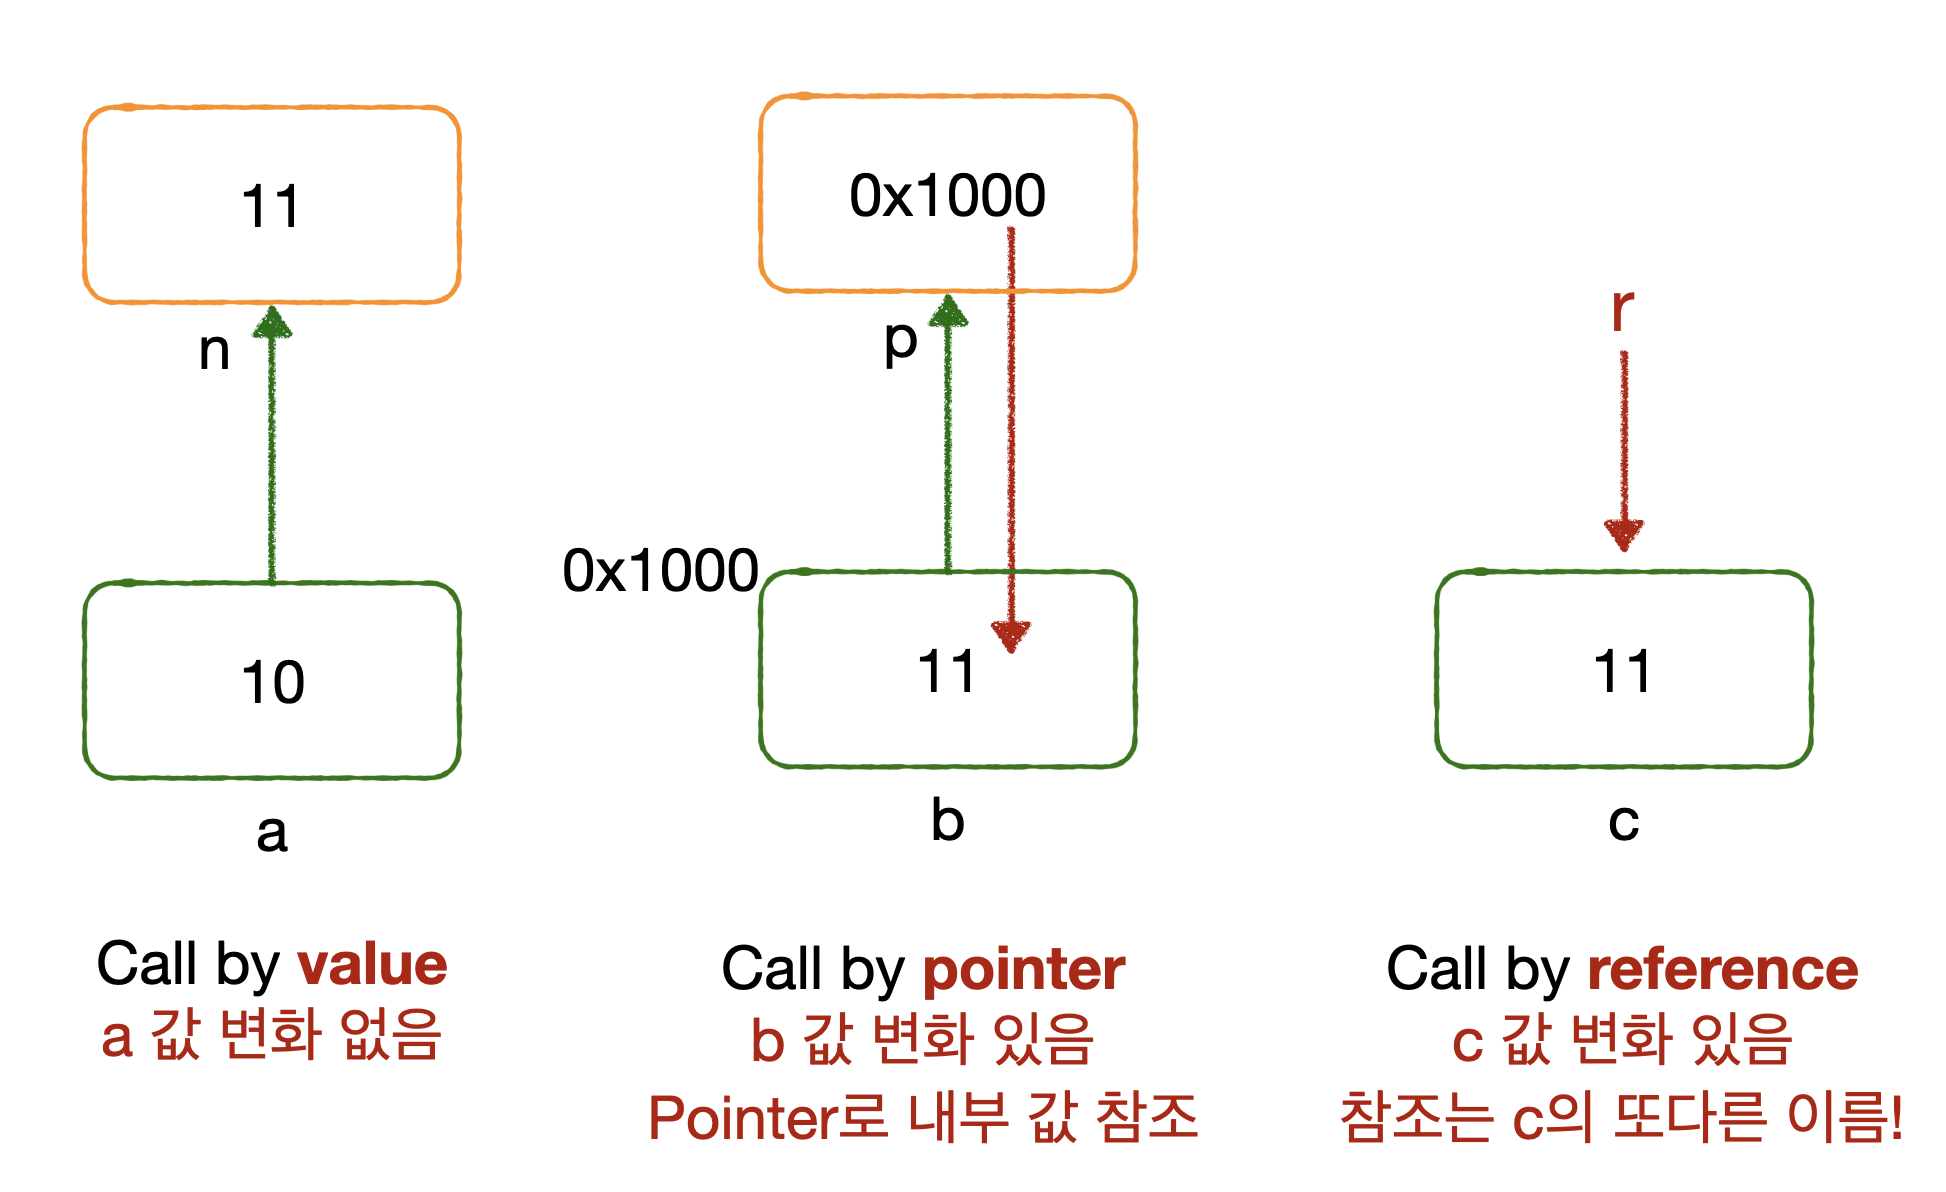 11
n
10
a
Call by value
a 값 변화 없음
0x1000
p
0x1000
11
b
Call by pointer
b 값 변화 있음
Pointer로 내부 값 참조
r
11
c
Call by reference
c 값 변화 있음
참조는 c의 또다른 이름!